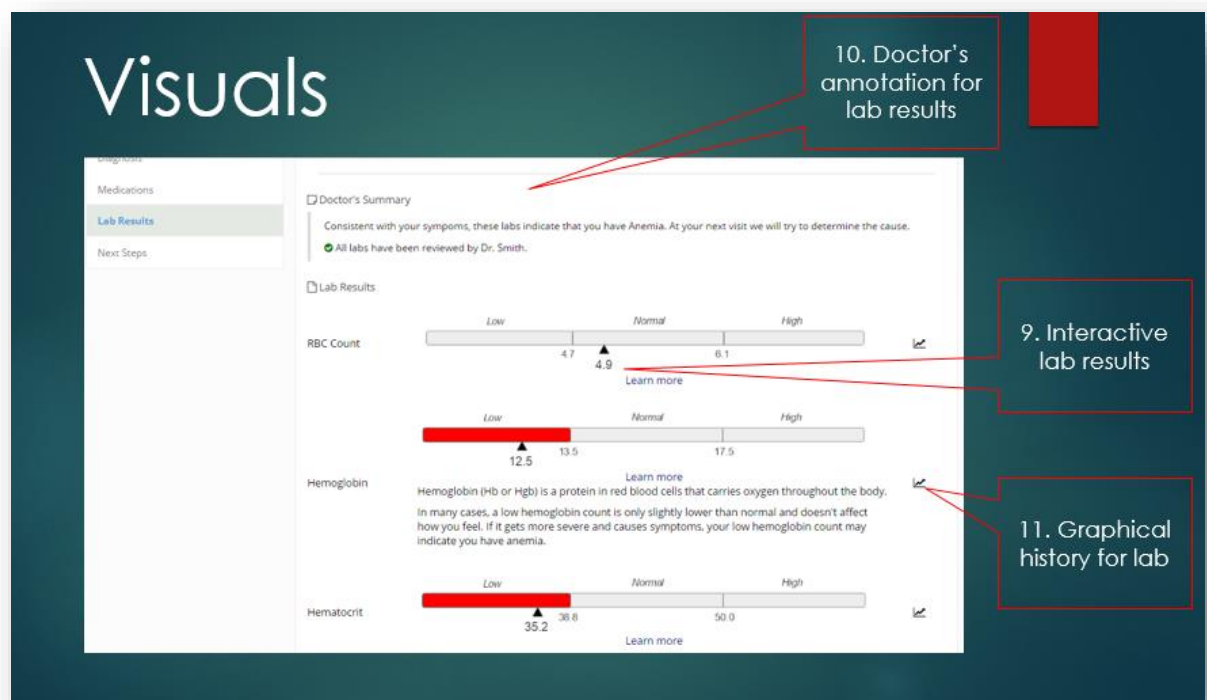 Visuals
10. Doctor's
annotation for
lab results
Diagnosis
Medications
Lab Results
Next Steps
Doctor's Summary
Consistent with your sympoms, these labs indicate that you have Anemia. At your next visit we will try to determine the cause.
All labs have been reviewed by Dr. Smith.
Lab Results
Low Normal High
RBC Count
4.7 6.1
4.9
Learn more
9. Interactive
lab results
Low Normal High
13.5 17.5
12.5
Learn more
Hemoglobin
Hemoglobin (Hb or Hgb) is a protein in red blood cells that carries oxygen throughout the body.
In many cases, a low hemoglobin count is only slightly lower than normal and doesn't affect
how you feel. If it gets more severe and causes symptoms, your low hemoglobin count may
indicate you have anemia.
11. Graphical
history for lab
Low Normal High
Hematocrit
38.8 50.0
35.2
Learn more